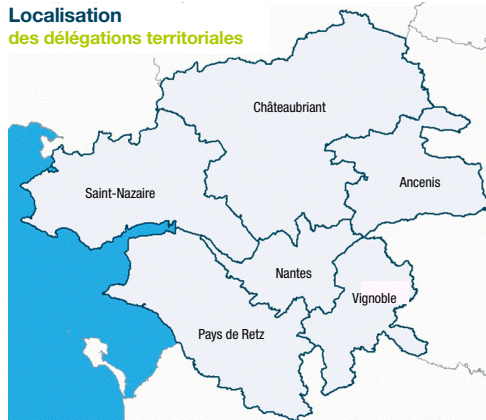 Localisation
des délégations territoriales
Châteaubriant
Ancenis
Saint-Nazaire
Nantes
Vignoble
Pays de Retz